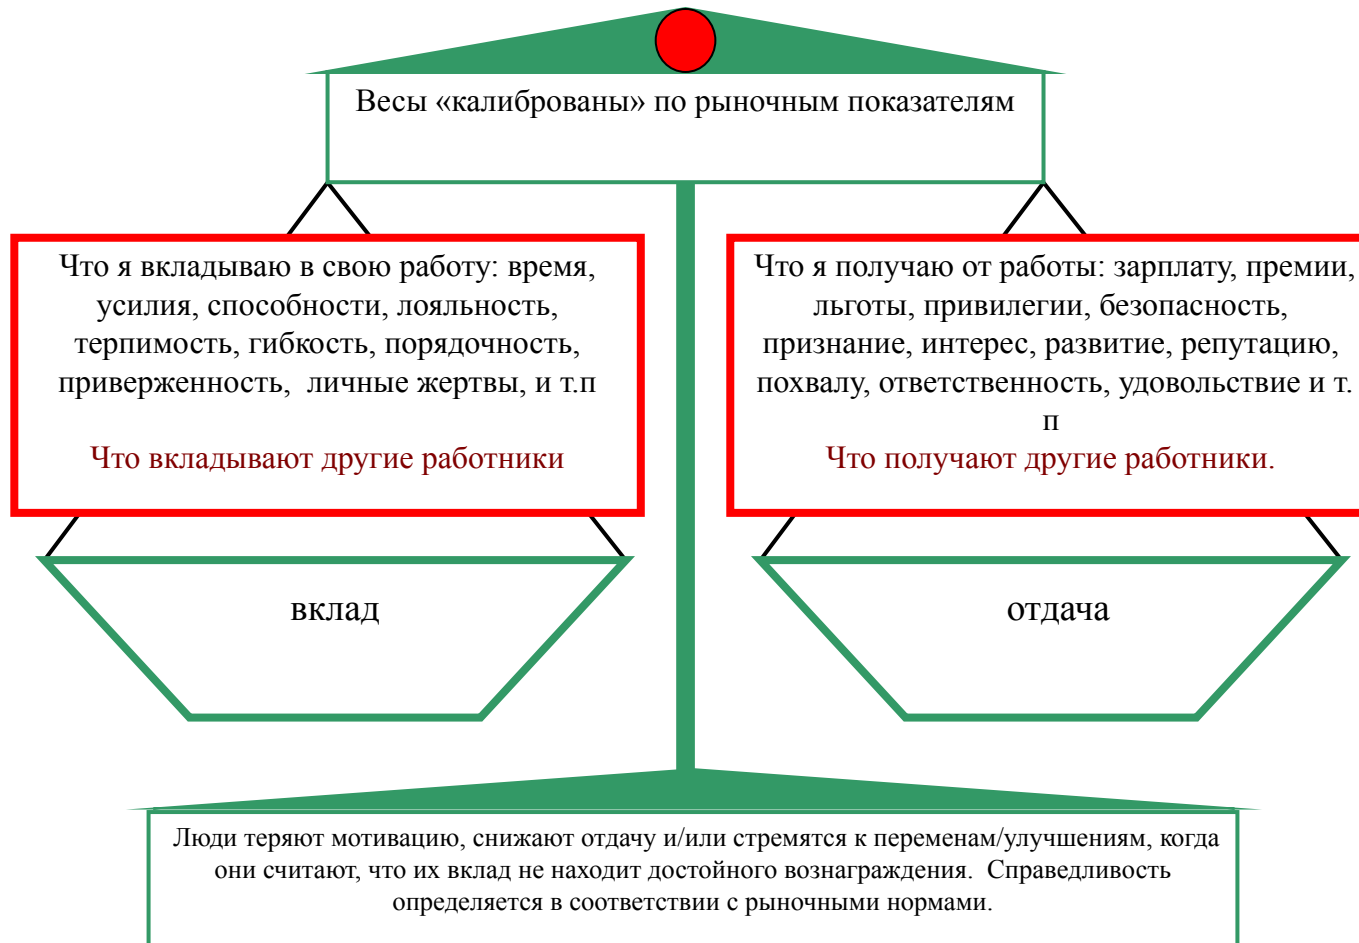 Весы «калиброваны» по рыночным показателям
Что я вкладываю в свою работу: время,
усилия, способности, лояльность,
терпимость, гибкость, порядочность,
приверженность,  личные жертвы, и т.п
Что вкладывают другие работники
Что я получаю от работы: зарплату, премии,
льготы, привилегии, безопасность,
признание, интерес, развитие, репутацию,
похвалу, ответственность, удовольствие и т.
п
Что получают другие работники.
вклад
отдача
Люди теряют мотивацию, снижают отдачу и/или стремятся к переменам/улучшениям, когда
они считают, что их вклад не находит достойного вознаграждения.  Справедливость
определяется в соответствии с рыночными нормами.